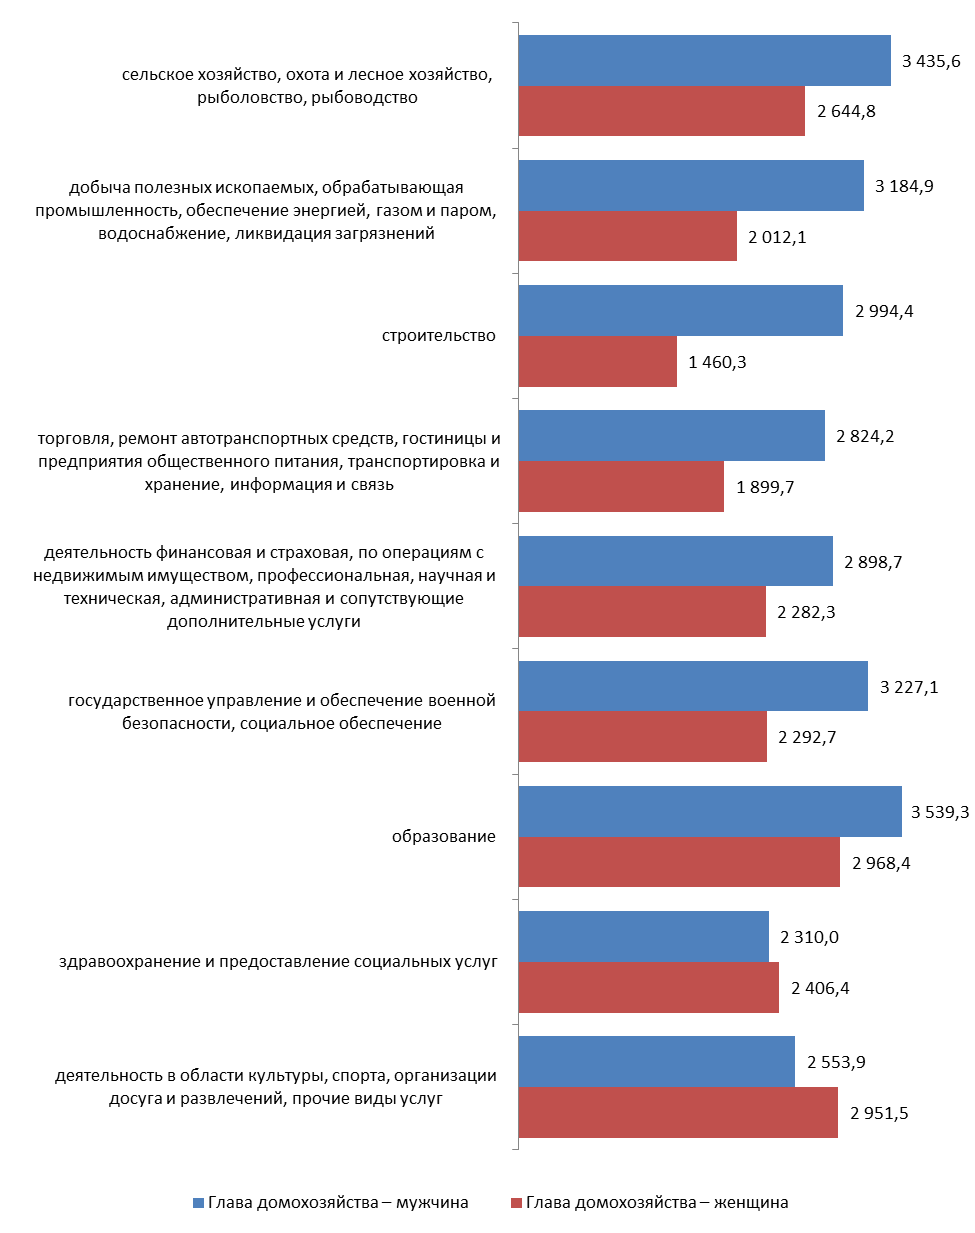 сельское хозяйство, охота и лесное хозяйство,
рыболовство, рыбоводство
3 435,6
2 644,8
добыча полезных ископаемых, обрабатывающая
промышленность, обеспечение энергией, газом и паром,
водоснабжение, ликвидация загрязнений
3 184,9
2 012,1
строительство
2 994,4
1 460,3
торговля, ремонт автотранспортных средств, гостиницы и
предприятия общественного питания, транспортировка и
хранение, информация и связь
2 824,2
1 899,7
деятельность финансовая и страховая, по операциям с
недвижимым имуществом, профессиональная, научная и
техническая, административная и сопутствующие
дополнительные услуги
2 898,7
2 282,3
государственное управление и обеспечение военной
безопасности, социальное обеспечение
3 227,1
2 292,7
образование
3 539,3
2 968,4
здравоохранение и предоставление социальных услуг
2 310,0
2 406,4
деятельность в области культуры, спорта, организации
досуга и развлечений, прочие виды услуг
2 553,9
2 951,5
Глава домохозяйства – мужчина
Глава домохозяйства – женщина